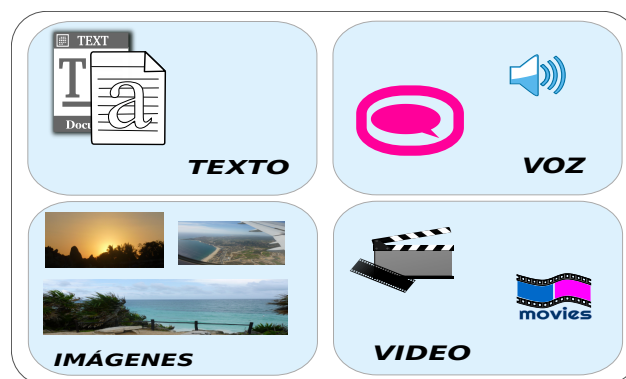 TEXT
T
Docu
a
TEXTO
VOZ
IMÁGENES
movies
VIDEO